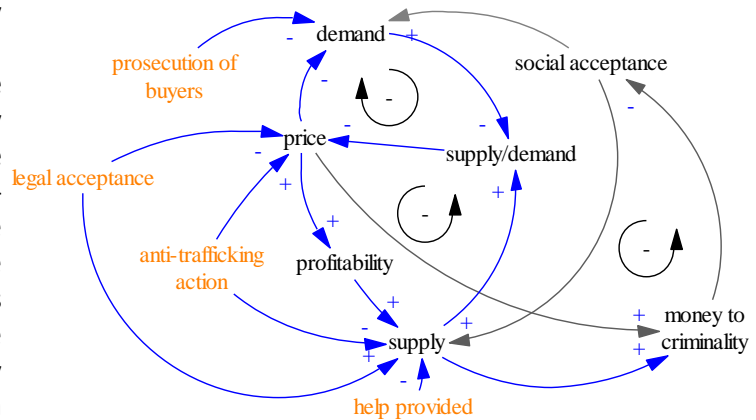 demand
prosecution of
buyers
social acceptance
price
supply/demand
legal acceptance
anti-trafficking
action
profitability
supply
money to
criminality
help provided
-
+
-
-
-
-
-
-
+
-
+
+
-
-
+
+
-
+
+
+
-